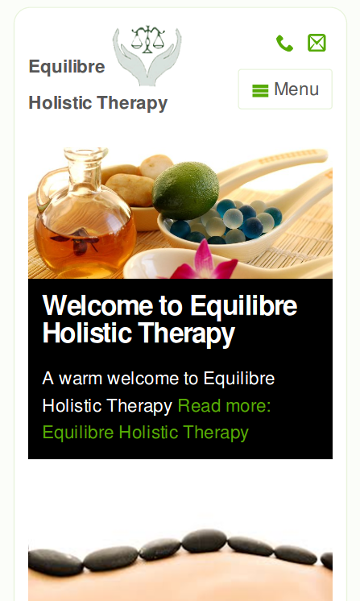 Equilibre
Holistic Therapy
Menu
Welcome to Equilibre
Holistic Therapy
A warm welcome to Equilibre
Holistic Therapy Read more:
Equilibre Holistic Therapy